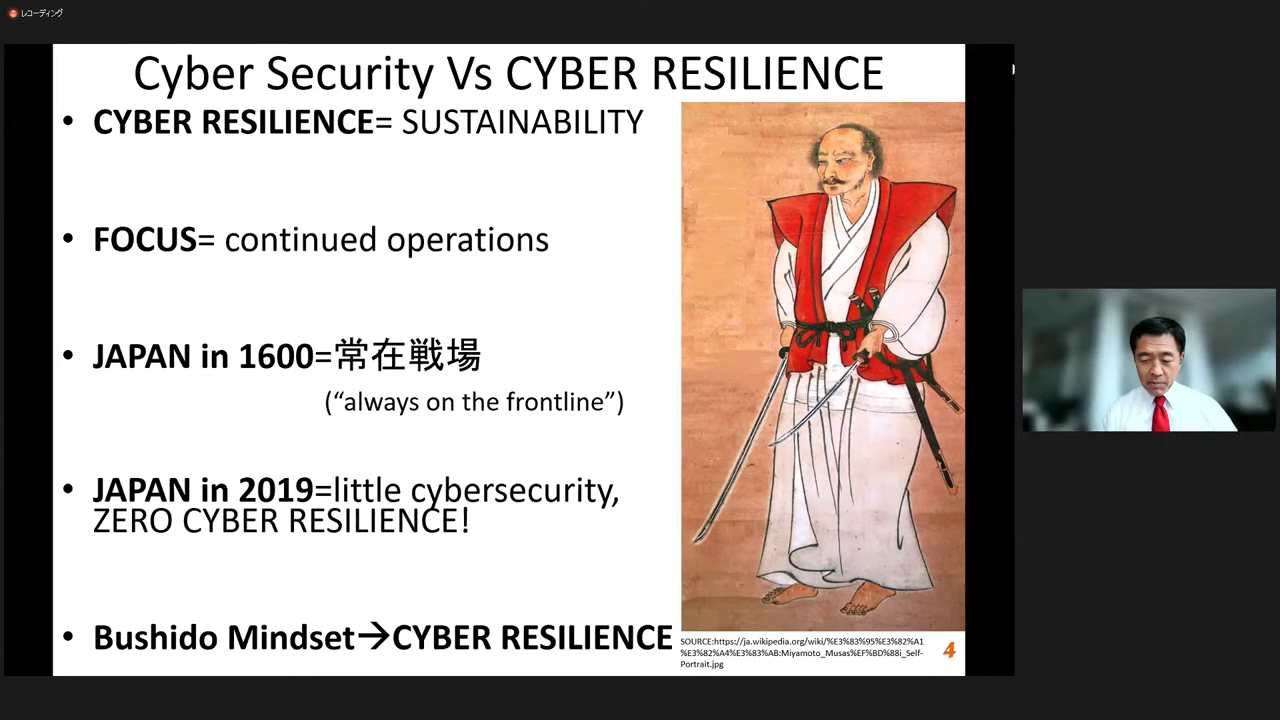 レコーディング
Cyber Security Vs CYBER RESILIENCE
• CYBER RESILIENCE= SUSTAINABILITY
• FOCUS= continued operations
• JAPAN in 1600=常在戦場
(“always on the frontline”)
• JAPAN in 2019=little cybersecurity,
ZERO CYBER RESILIENCE!
• Bushido Mindset→CYBER RESILIENCE
SOURCE:https://ja.wikipedia.org/wiki/%E3%83%95%E3%82%A1
%E3%82%A4%E3%83%AB:Miyamoto_Musas%EF%BD%88i_Self-
Portrait.jpg
4